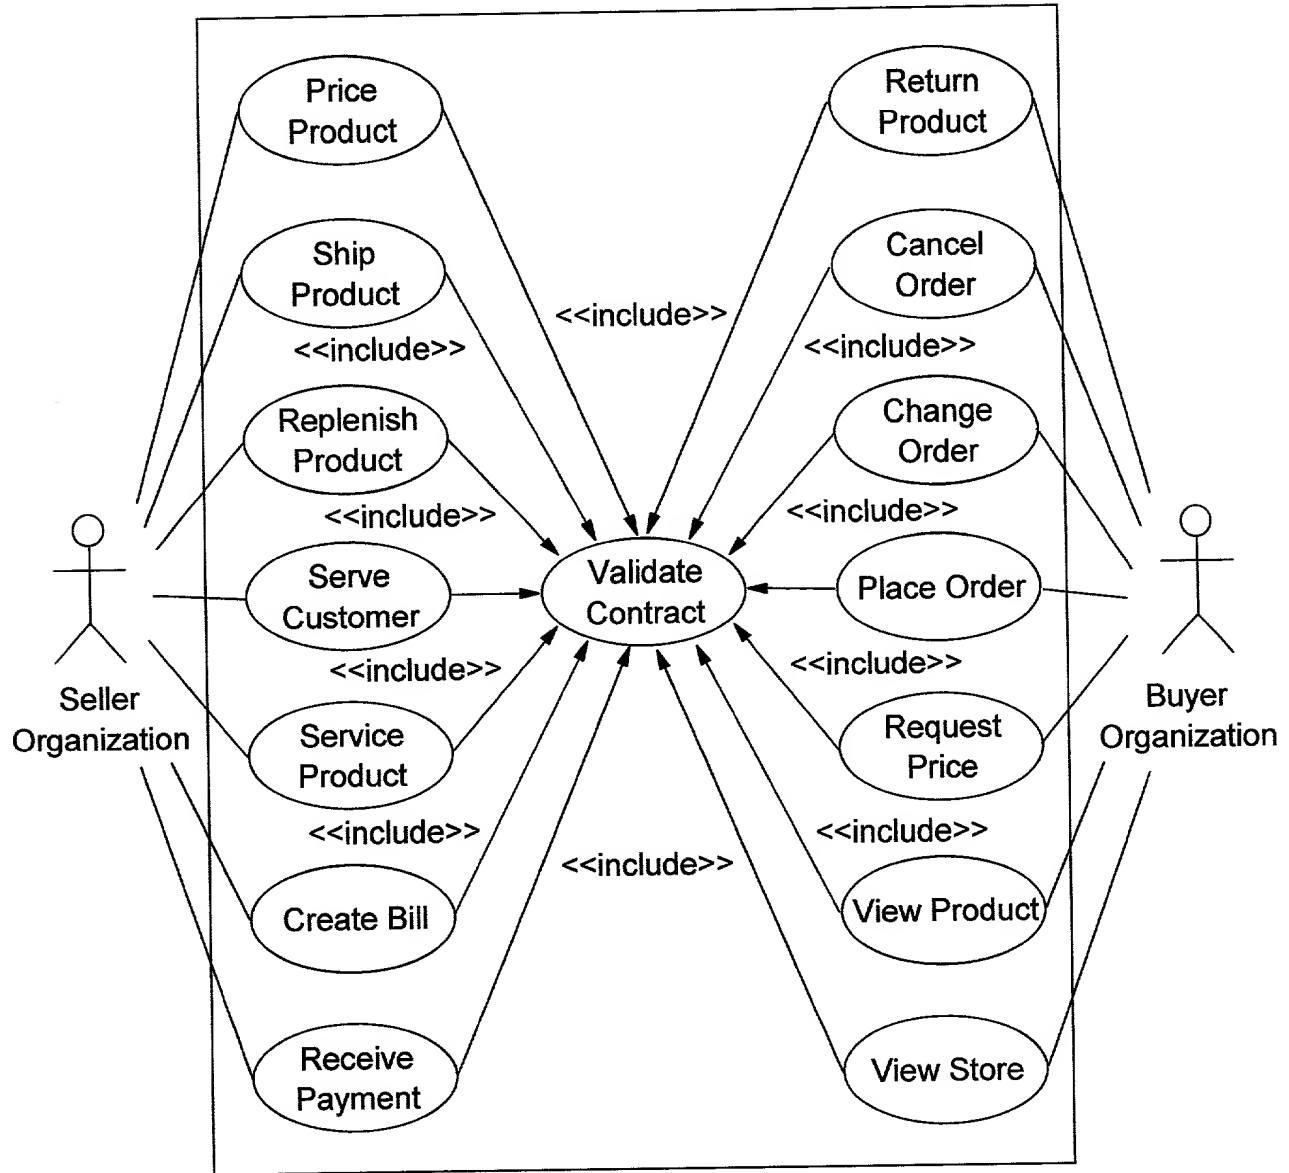 Price
Product
Return
Product
Ship
Product
Cancel
Order
<<include>>
<<include>>
<<include>>
Replenish
Product
Change
Order
<<include>>
<<include>>
Serve
Customer
Validate
Contract
Place Order
<<include>>
<<include>>
Seller
Organization
Buyer
Organization
Service
Product
Request
Price
<<include>>
<<include>>
<<include>>
Create Bill
View Product
Receive
Payment
View Store